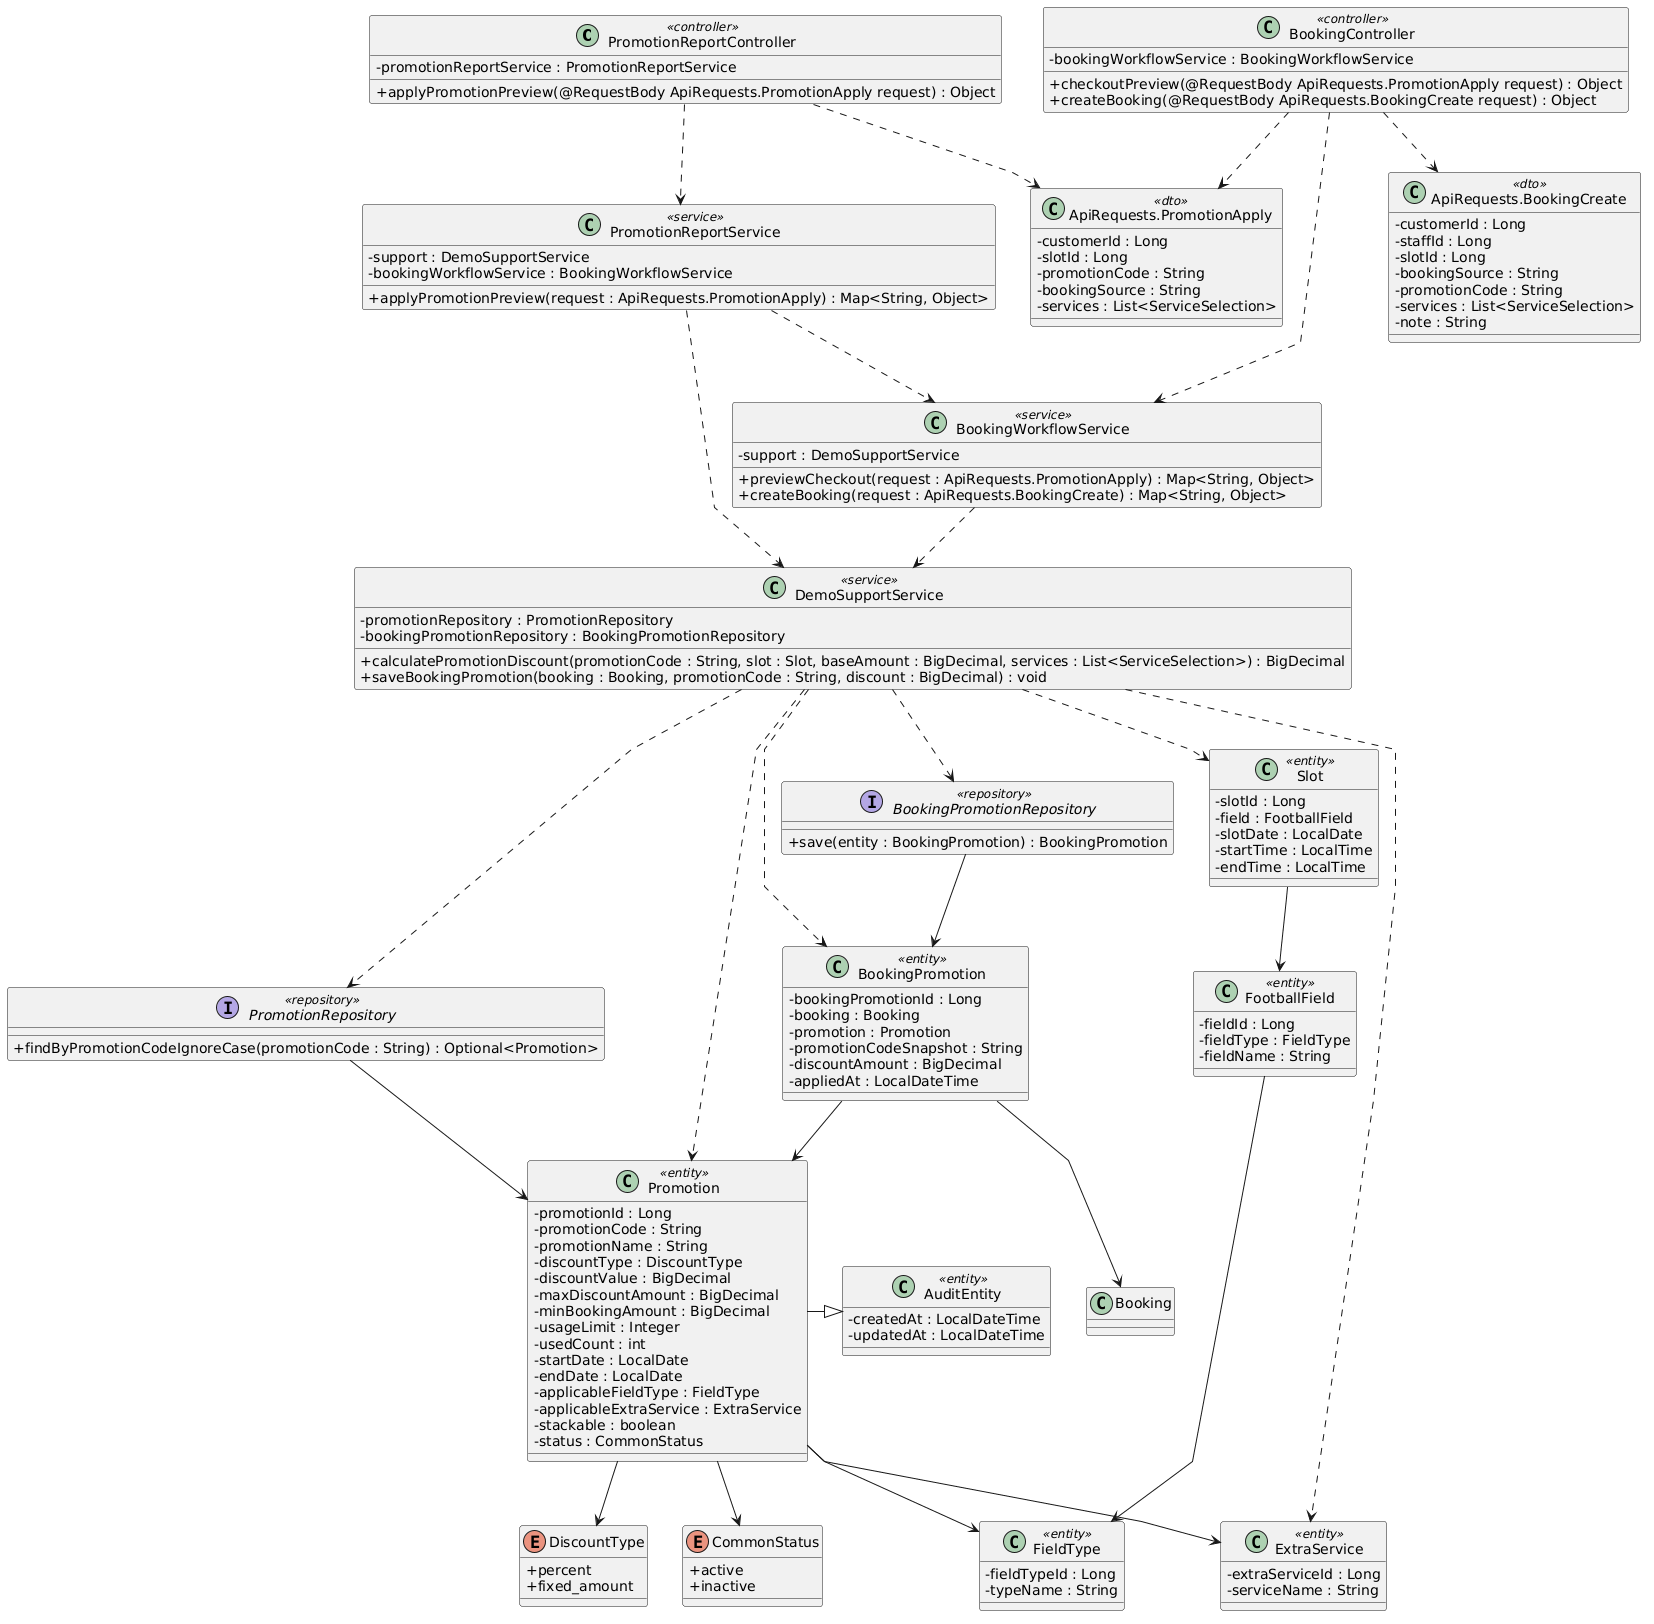 «controller»
C PromotionReportController
-promotionReportService : PromotionReportService
+applyPromotionPreview(@RequestBody ApiRequests.PromotionApply request) : Object
«controller»
C BookingController
-bookingWorkflowService : BookingWorkflowService
+checkoutPreview(@RequestBody ApiRequests.PromotionApply request) : Object
+createBooking(@RequestBody ApiRequests.BookingCreate request) : Object
«service»
C PromotionReportService
-support : DemoSupportService
-bookingWorkflowService : BookingWorkflowService
+applyPromotionPreview(request : ApiRequests.PromotionApply) : Map<String, Object>
«dto»
C ApiRequests.PromotionApply
-customerId : Long
-slotId : Long
-promotionCode : String
-bookingSource : String
-services : List<ServiceSelection>
«dto»
C ApiRequests.BookingCreate
-customerId : Long
-staffId : Long
-slotId : Long
-bookingSource : String
-promotionCode : String
-services : List<ServiceSelection>
-note : String
«service»
C BookingWorkflowService
-support : DemoSupportService
+previewCheckout(request : ApiRequests.PromotionApply) : Map<String, Object>
+createBooking(request : ApiRequests.BookingCreate) : Map<String, Object>
«service»
C DemoSupportService
-promotionRepository : PromotionRepository
-bookingPromotionRepository : BookingPromotionRepository
+calculatePromotionDiscount(promotionCode : String, slot : Slot, baseAmount : BigDecimal, services : List<ServiceSelection>) : BigDecimal
+saveBookingPromotion(booking : Booking, promotionCode : String, discount : BigDecimal) : void
«repository»
I BookingPromotionRepository
+save(entity : BookingPromotion) : BookingPromotion
«entity»
C Slot
-slotId : Long
-field : FootballField
-slotDate : LocalDate
-startTime : LocalTime
-endTime : LocalTime
«repository»
I PromotionRepository
+findByPromotionCodeIgnoreCase(promotionCode : String) : Optional<Promotion>
«entity»
C BookingPromotion
-bookingPromotionId : Long
-booking : Booking
-promotion : Promotion
-promotionCodeSnapshot : String
-discountAmount : BigDecimal
-appliedAt : LocalDateTime
«entity»
C FootballField
-fieldId : Long
-fieldType : FieldType
-fieldName : String
«entity»
C Promotion
-promotionId : Long
-promotionCode : String
-promotionName : String
-discountType : DiscountType
-discountValue : BigDecimal
-maxDiscountAmount : BigDecimal
-minBookingAmount : BigDecimal
-usageLimit : Integer
-usedCount : int
-startDate : LocalDate
-endDate : LocalDate
-applicableFieldType : FieldType
-applicableExtraService : ExtraService
-stackable : boolean
-status : CommonStatus
«entity»
C AuditEntity
-createdAt : LocalDateTime
-updatedAt : LocalDateTime
C Booking
E DiscountType
+percent
+fixed_amount
E CommonStatus
+active
+inactive
«entity»
C FieldType
-fieldTypeId : Long
-typeName : String
«entity»
C ExtraService
-extraServiceId : Long
-serviceName : String